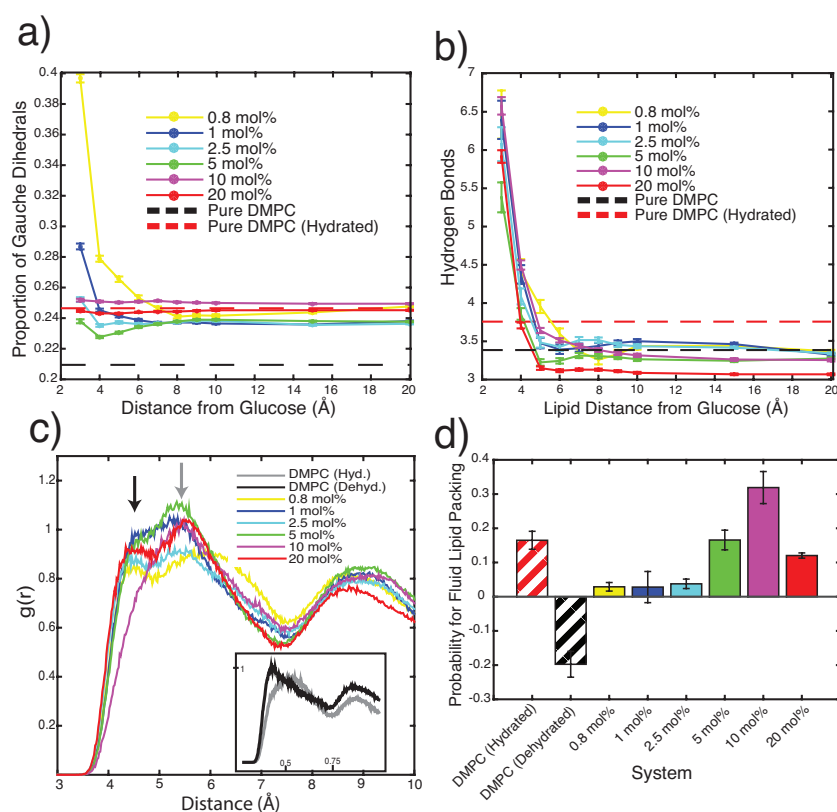 a)
0.4
0.38
0.36
0.34
0.32
0.3
0.28
0.26
0.24
0.22
0.2
Proportion of Gauche Dihedrals
0.8 mol%
1 mol%
2.5 mol%
5 mol%
10 mol%
20 mol%
Pure DMPC
Pure DMPC (Hydrated)
2 4 6 8 10 12 14 16 18 20
Distance from Glucose (Å)
b)
7
6.5
6
5.5
5
4.5
4
3.5
3
Hydrogen Bonds
0.8 mol%
1 mol%
2.5 mol%
5 mol%
10 mol%
20 mol%
Pure DMPC
Pure DMPC (Hydrated)
2 4 6 8 10 12 14 16 18 20
Lipid Distance from Glucose (Å)
c)
1.2
1
0.8
0.6
0.4
0.2
g(r)
DMPC (Hyd.)
DMPC (Dehyd.)
0.8 mol%
1 mol%
2.5 mol%
5 mol%
10 mol%
20 mol%
1
0.5 0.75
3 4 5 6 7 8 9 10
Distance (Å)
d)
0.4
0.3
0.2
0.1
0
-0.1
-0.2
-0.3
Probability for Fluid Lipid Packing
DMPC (Hydrated)
DMPC (Dehydrated)
0.8 mol%
1 mol%
2.5 mol%
5 mol%
10 mol%
20 mol%
System